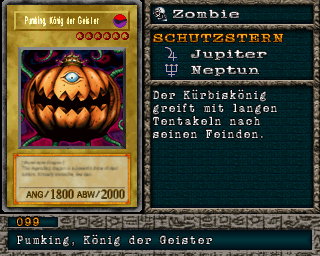 Pumking, König der Geister
Zombie
SCHUTZSTERN
Jupiter
Neptun
Der Kürbiskönig
greift mit langen
Tentakeln nach
seinen Feinden.
ANG/1800 ABW/2000
099
Pumking, König der Geister